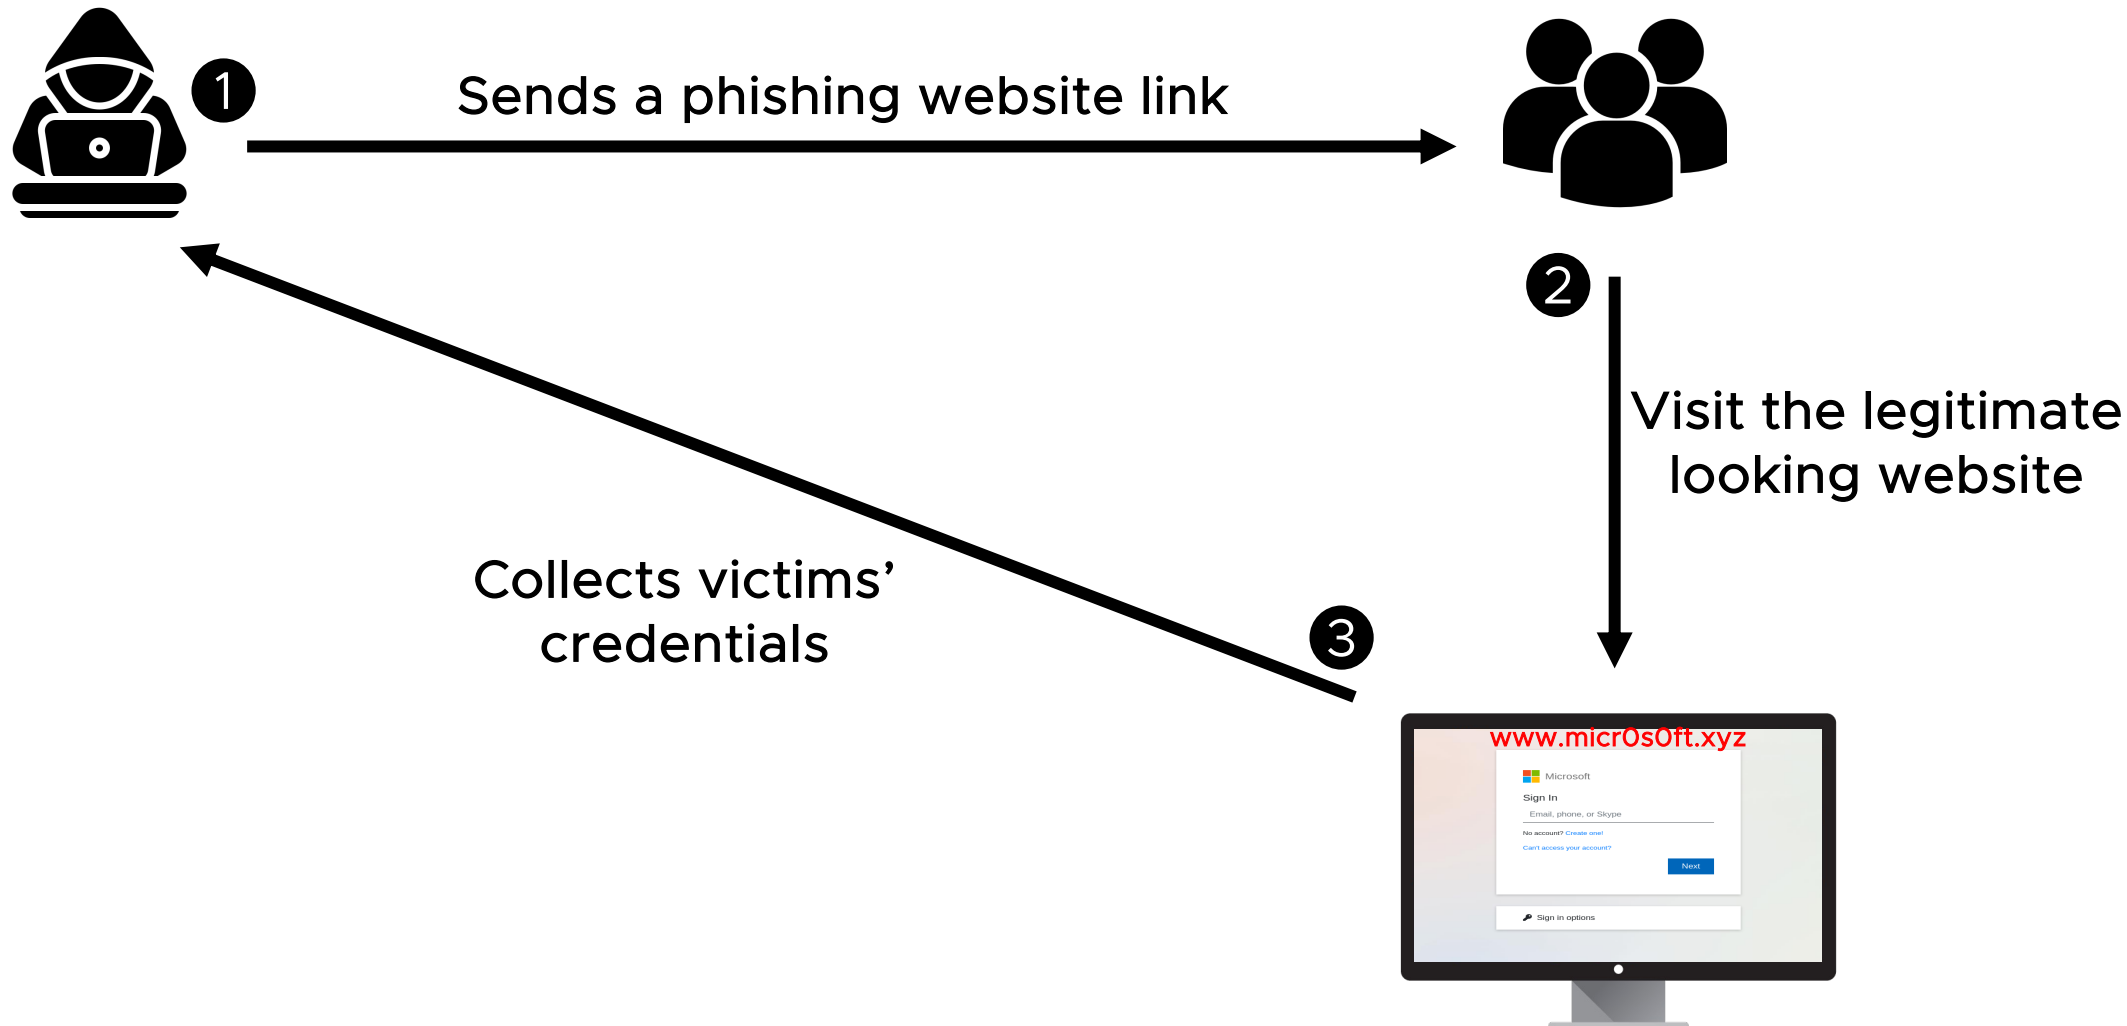 1
Sends a phishing website link
2
Visit the legitimate
looking website
Collects victims’
credentials
3
www.micr0s0ft.xyz
Microsoft
Sign In
Email, phone, or Skype
No account? Create one!
Can't access your account?
Next
Sign in options